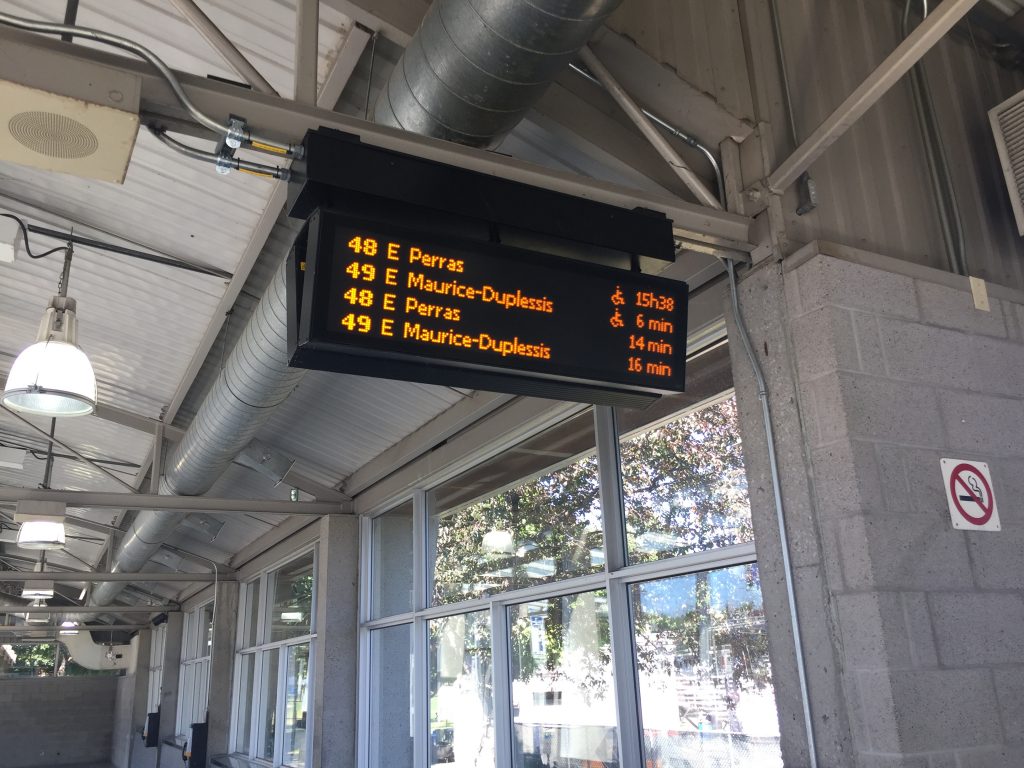 48 E Perras 15h38
49 E Maurice-Duplessis 6 min
48 E Perras 14 min
49 E Maurice-Duplessis 16 min